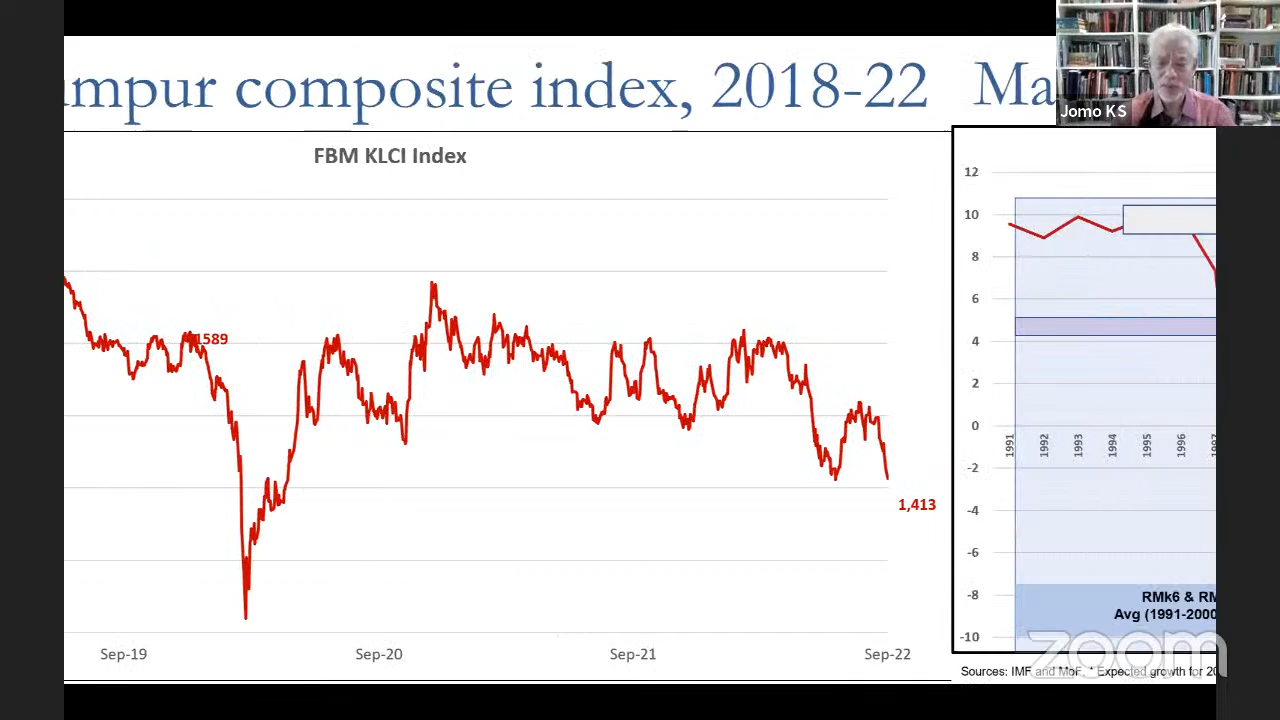 umpur composite index, 2018-22 Ma
Jomo KS
FBM KLCI Index
1589
1,413
Sep-19 Sep-20 Sep-21 Sep-22
12
10
8
6
4
2
0
-2
-4
-6
-8
-10
1991 1992 1993 1994 1995 1996 1997
RMk6 & RM
Avg (1991-2000
zoom
Sources: IMF and MoF. * Expected growth for 20